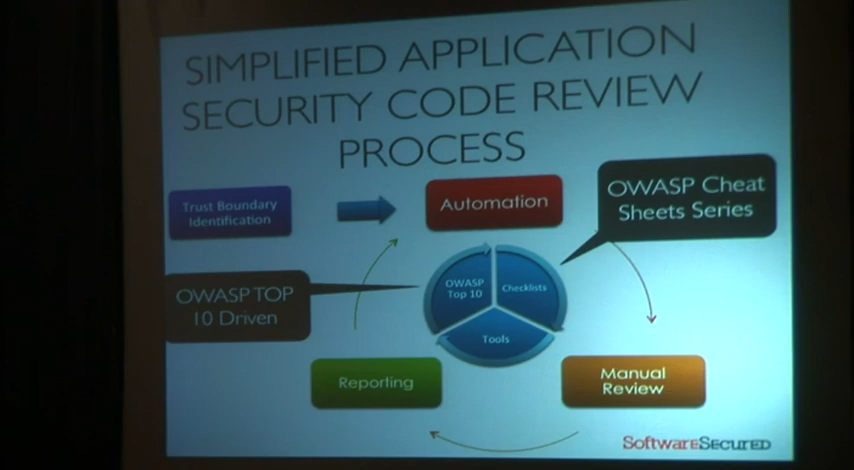 SIMPLIFIED APPLICATION
SECURITY CODE REVIEW
PROCESS
Trust Boundary
Identification
Automation
OWASP Cheat
Sheets Series
OWASP TOP
10 Driven
OWASP
Top 10
Checklists
Tools
Reporting
Manual
Review
SoftwareSecured